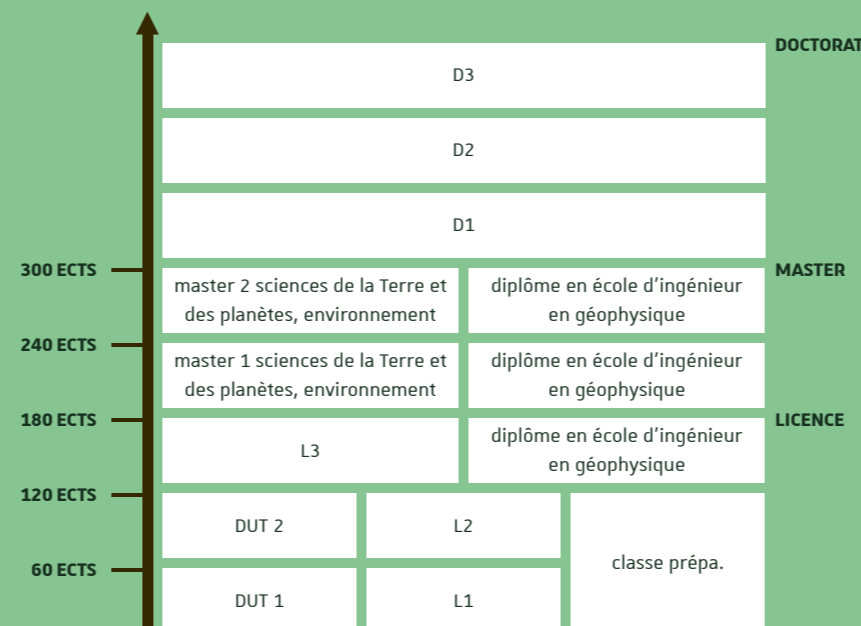 DOCTORAT
D3
D2
D1
300 ECTS
MASTER
master 2 sciences de la Terre et
des planètes, environnement
diplôme en école d'ingénieur
en géophysique
240 ECTS
master 1 sciences de la Terre et
des planètes, environnement
diplôme en école d'ingénieur
en géophysique
180 ECTS
LICENCE
L3
diplôme en école d'ingénieur
en géophysique
120 ECTS
DUT 2
L2
classe prépa.
60 ECTS
DUT 1
L1